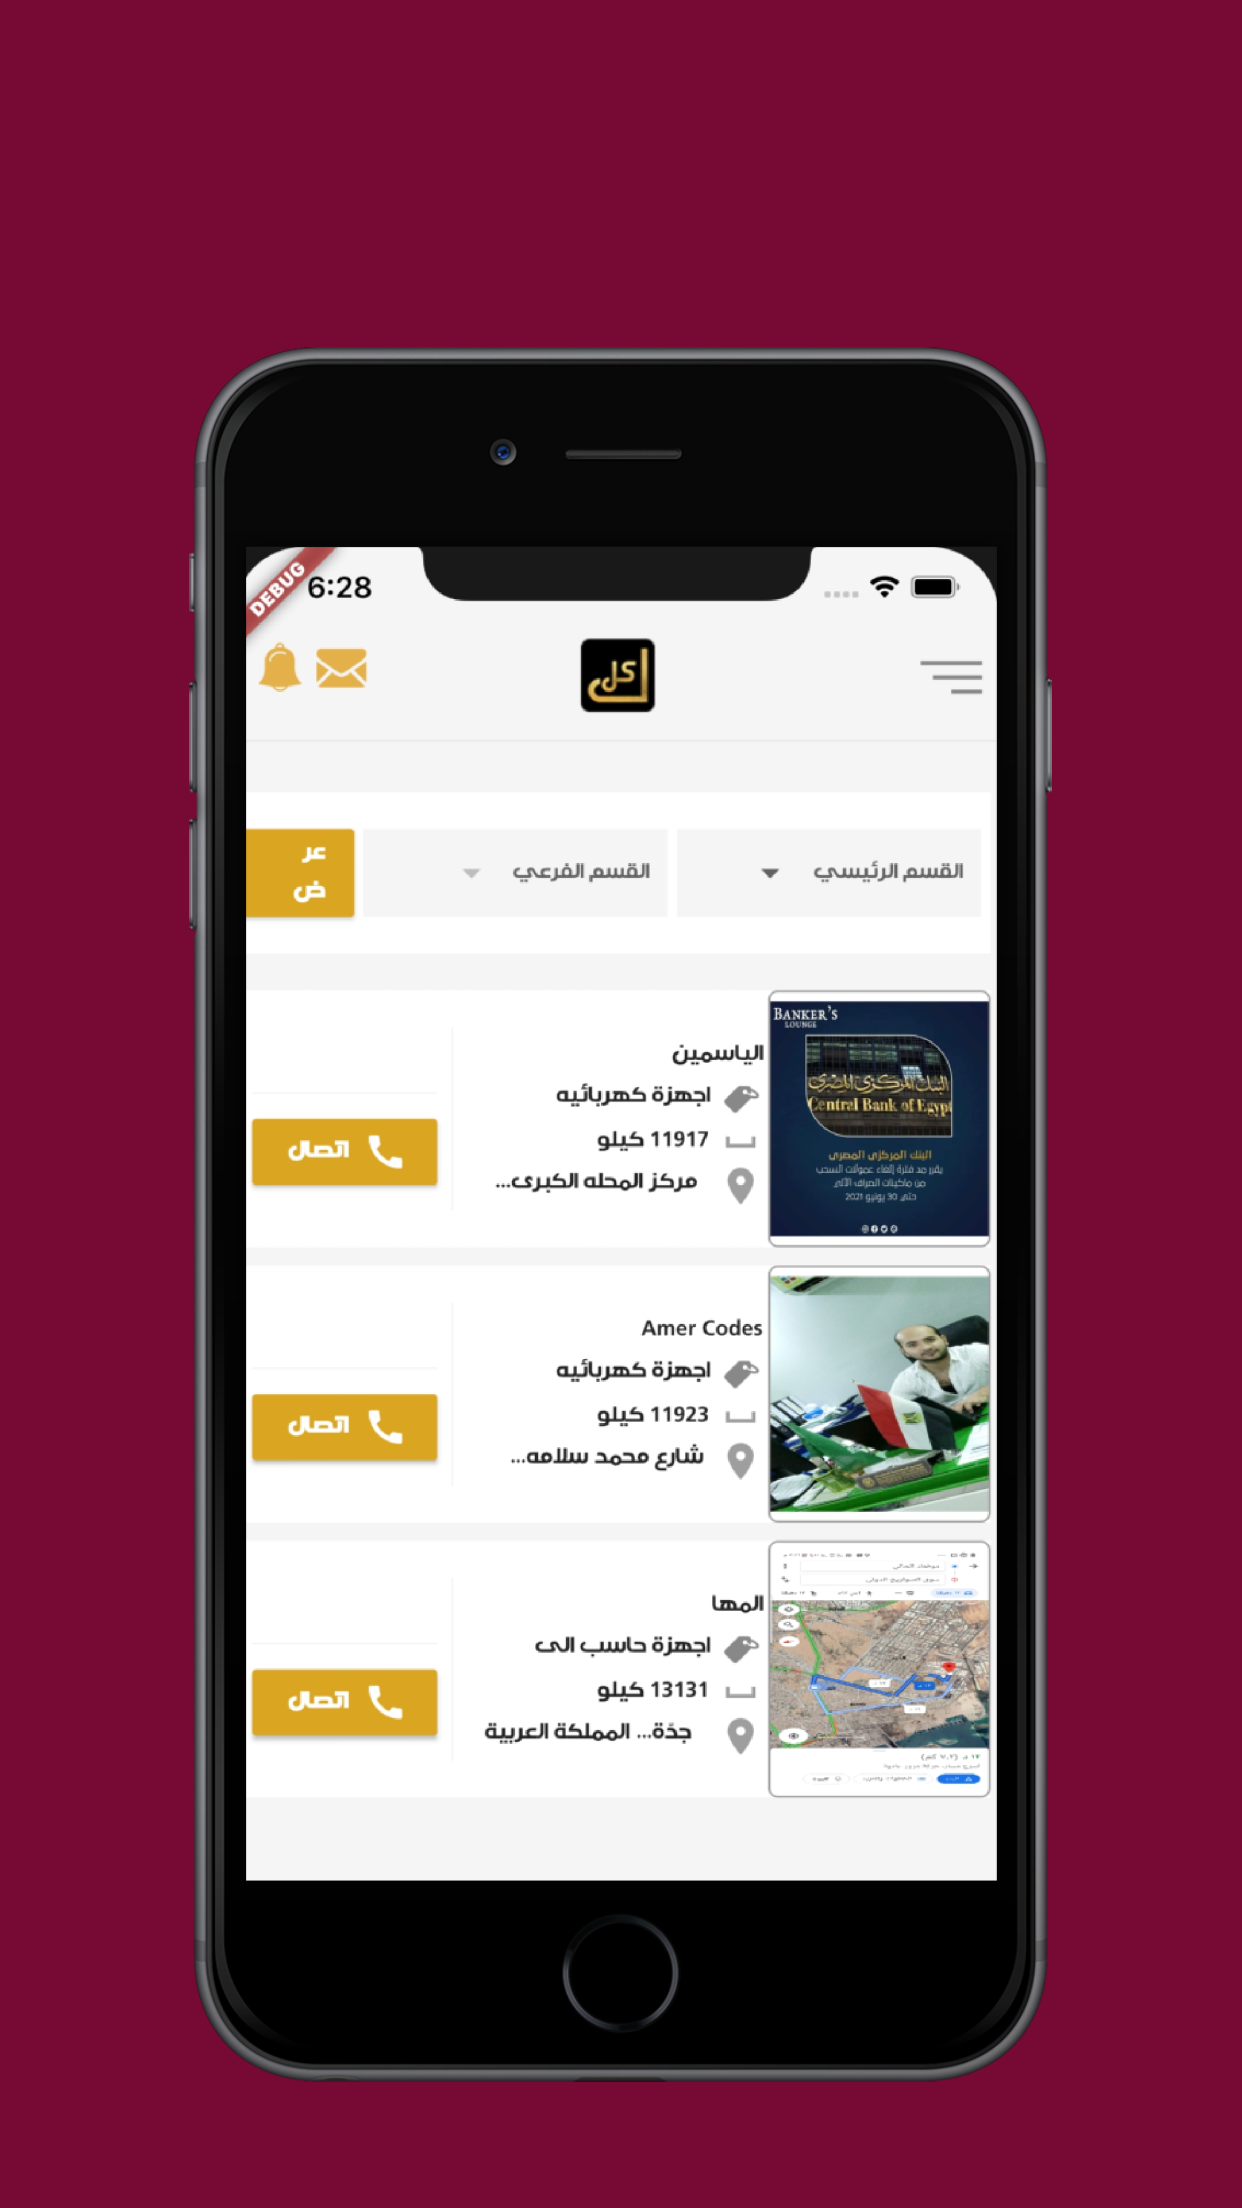 DEBUG
6:28
كل
القسم الرئيسي
القسم الفرعي
عر
ض
BANKER'S
LOUNGE
البنك المركزي المصري
Central Bank of Egypt
البنك المركزي المصري
يقرر مد فترة إلغاء عمولات السحب
من ماكينات الصراف الآلي
حتى 30 يونيو 2021
الياسمين
اجهزة كهربائيه
11917 كيلو
مركز المحله الكبرى...
اتصال
Amer Codes
اجهزة كهربائيه
11923 كيلو
شارع محمد سلامه...
اتصال
المها
اجهزة حاسب الى
13131 كيلو
جدّة... المملكة العربية
اتصال